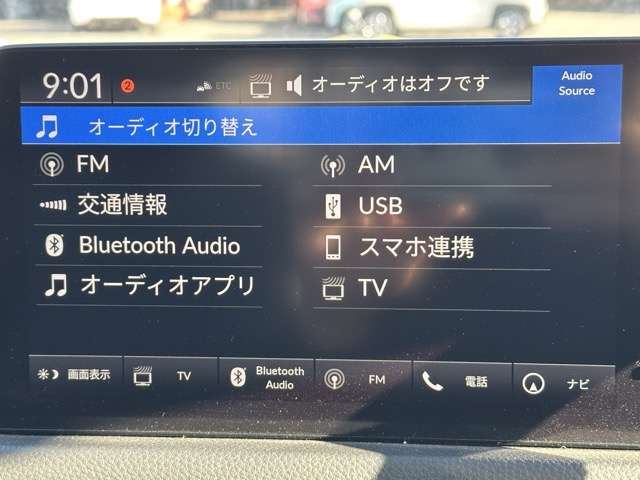 9:01
2
ETC
オーディオはオフです
Audio
Source
オーディオ切り替え
FM
AM
交通情報
USB
Bluetooth Audio
スマホ連携
オーディオアプリ
TV
画面表示
TV
Bluetooth
Audio
FM
電話
ナビ